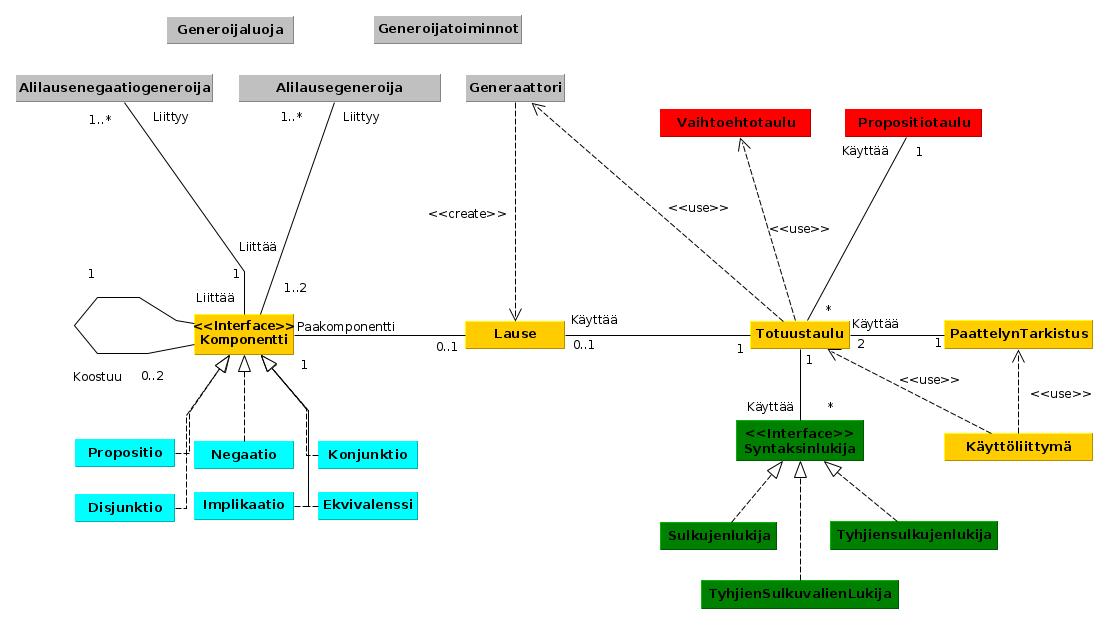 Generoijaluoja
Generoijatoiminnot
Alilausenegaatiogeneroija
Alilausegeneroija
Generaattori
1..*
Liittyy
1..*
Liittyy
Vaihtoehtotaulu
Propositiotaulu
Käyttää
1
<<create>>
<<use>>
<<use>>
Liittää
1
1
1..2
Liittää
*
<<Interface>>
Komponentti
Paakomponentti
0..1
Lause
Käyttää
0..1
1
Totuustaulu
Käyttää
2
1
PaattelynTarkistus
Koostuu
0..2
1
1
<<use>>
<<use>>
Käyttää
*
<<Interface>>
Syntaksinlukija
Käyttöliittymä
Propositio
Negaatio
Konjunktio
Disjunktio
Implikaatio
Ekvivalenssi
Sulkujenlukija
Tyhjiensulkujenlukija
TyhjienSulkuvalienLukija